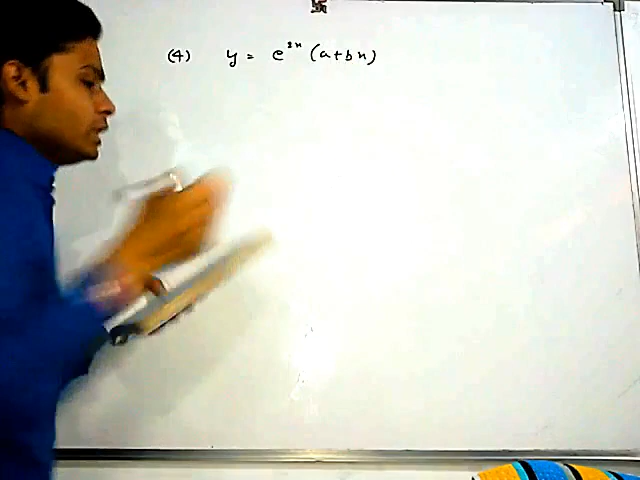 (4) y = e^{2x} (a+bx)